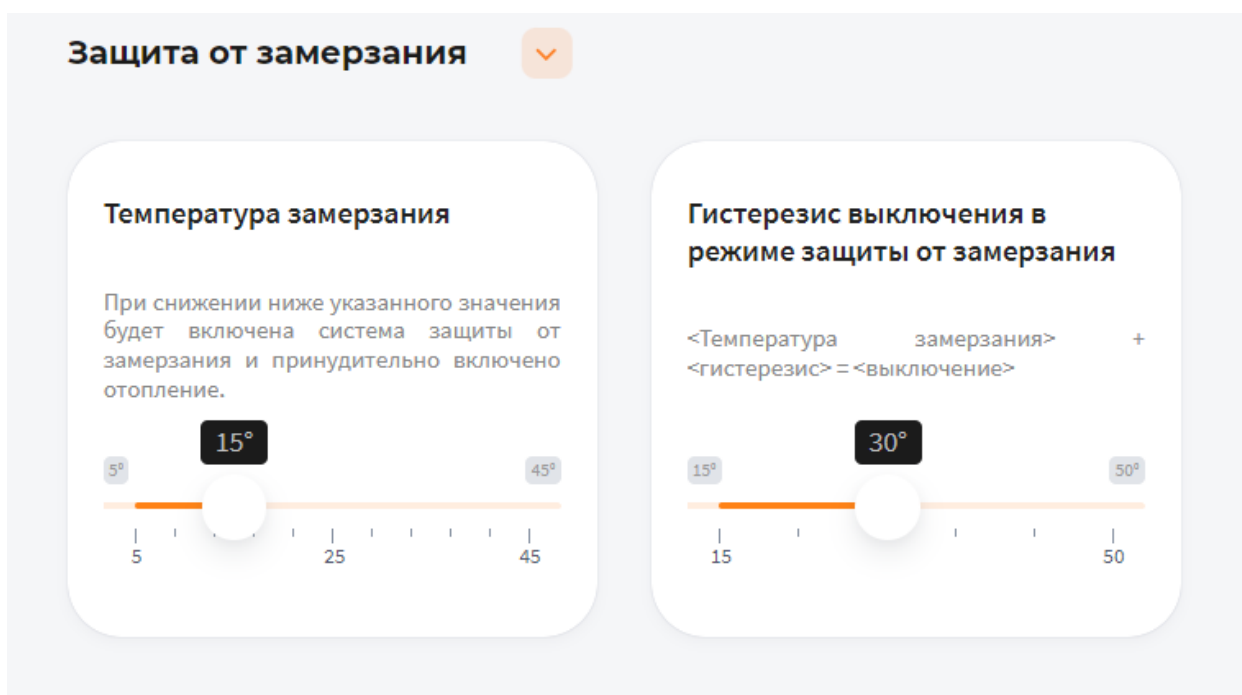 Защита от замерзания
Температура замерзания
При снижении ниже указанного значения
будет включена система защиты от
замерзания и принудительно включено
отопление.
15°
5°
45°
5
25
45
Гистерезис выключения в
режиме защиты от замерзания
<Температура замерзания> +
<гистерезис> = <выключение>
30°
15°
50°
15
50